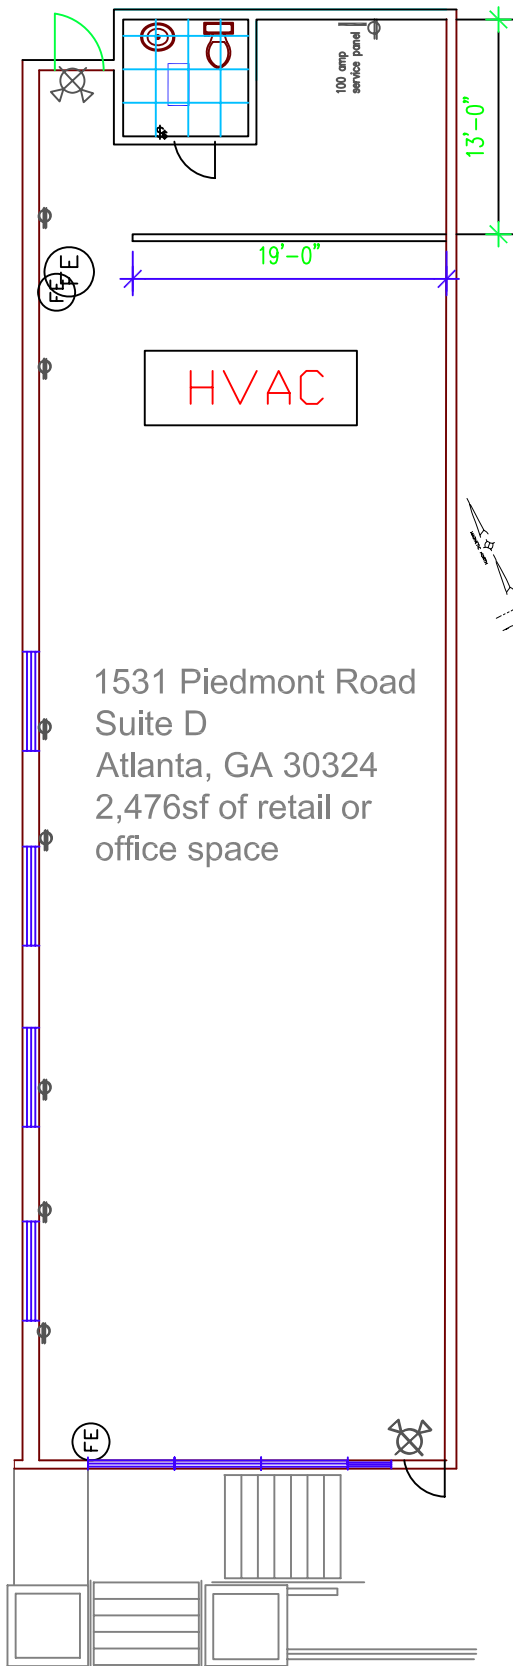 100 amp
service panel
13'-0"
19'-0"
FE
FE
HVAC
1531 Piedmont Road
Suite D
Atlanta, GA 30324
2,476sf of retail or
office space
FE